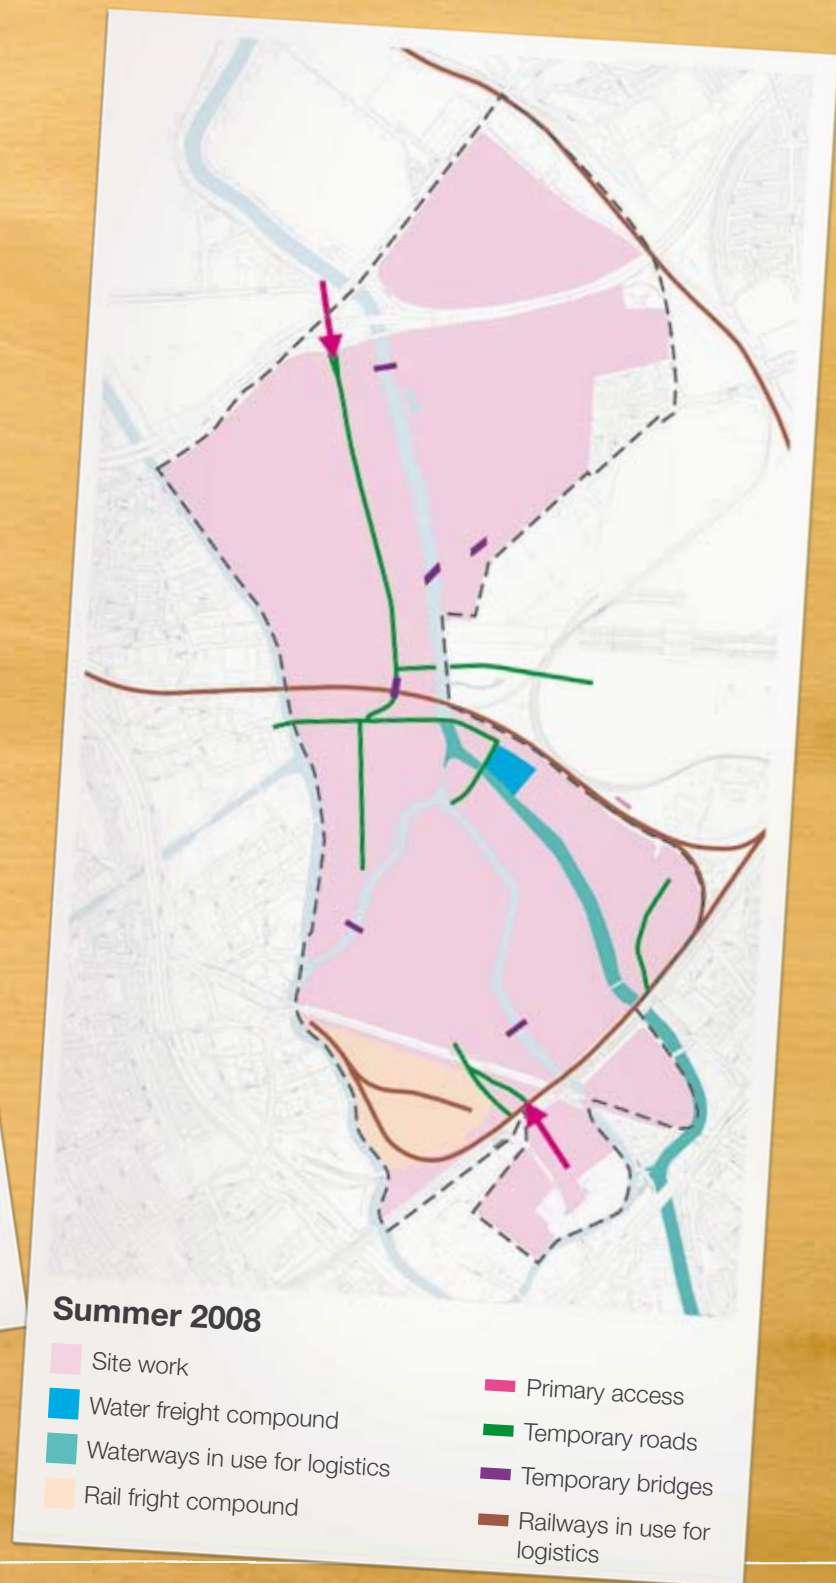 Summer 2008
Site work
Water freight compound
Waterways in use for logistics
Rail fright compound
Primary access
Temporary roads
Temporary bridges
Railways in use for
logistics